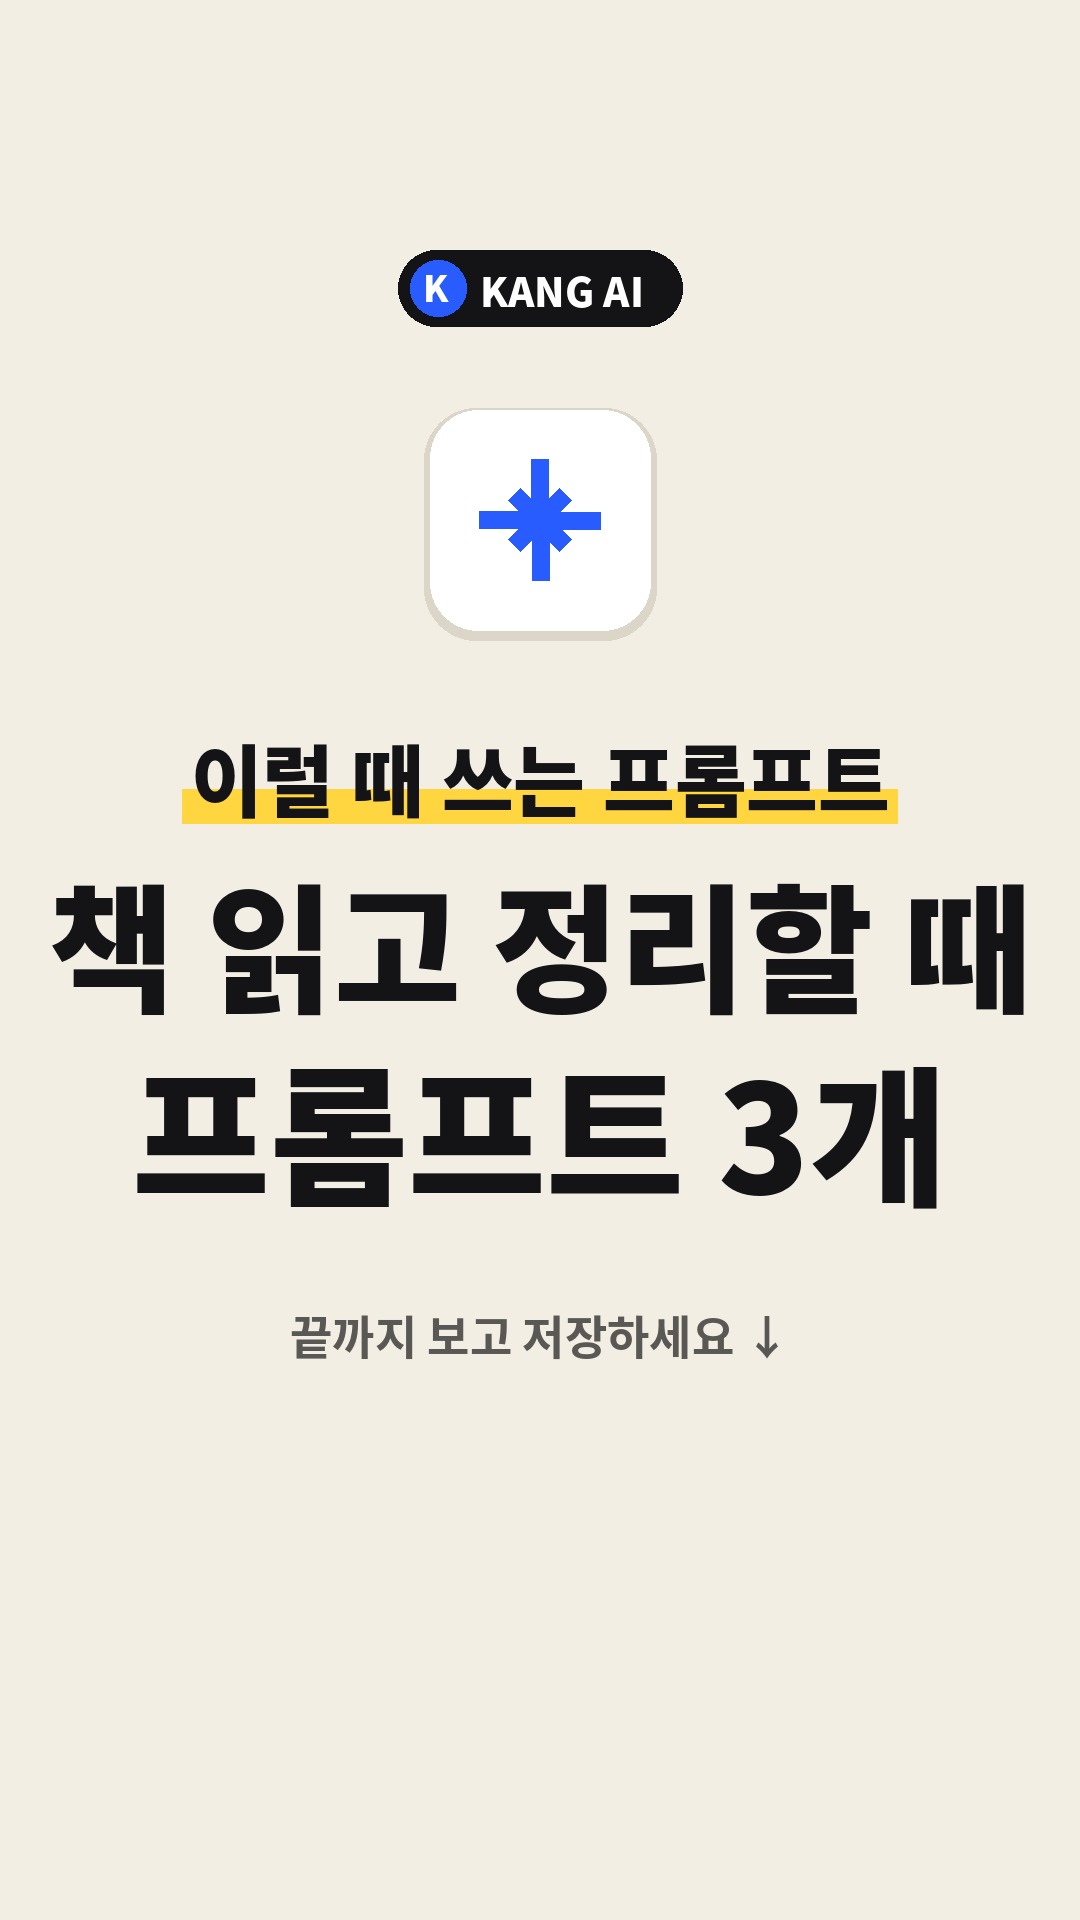 K KANG AI
이럴 때 쓰는 프롬프트
책 읽고 정리할 때
프롬프트 3개
끝까지 보고 저장하세요 ↓